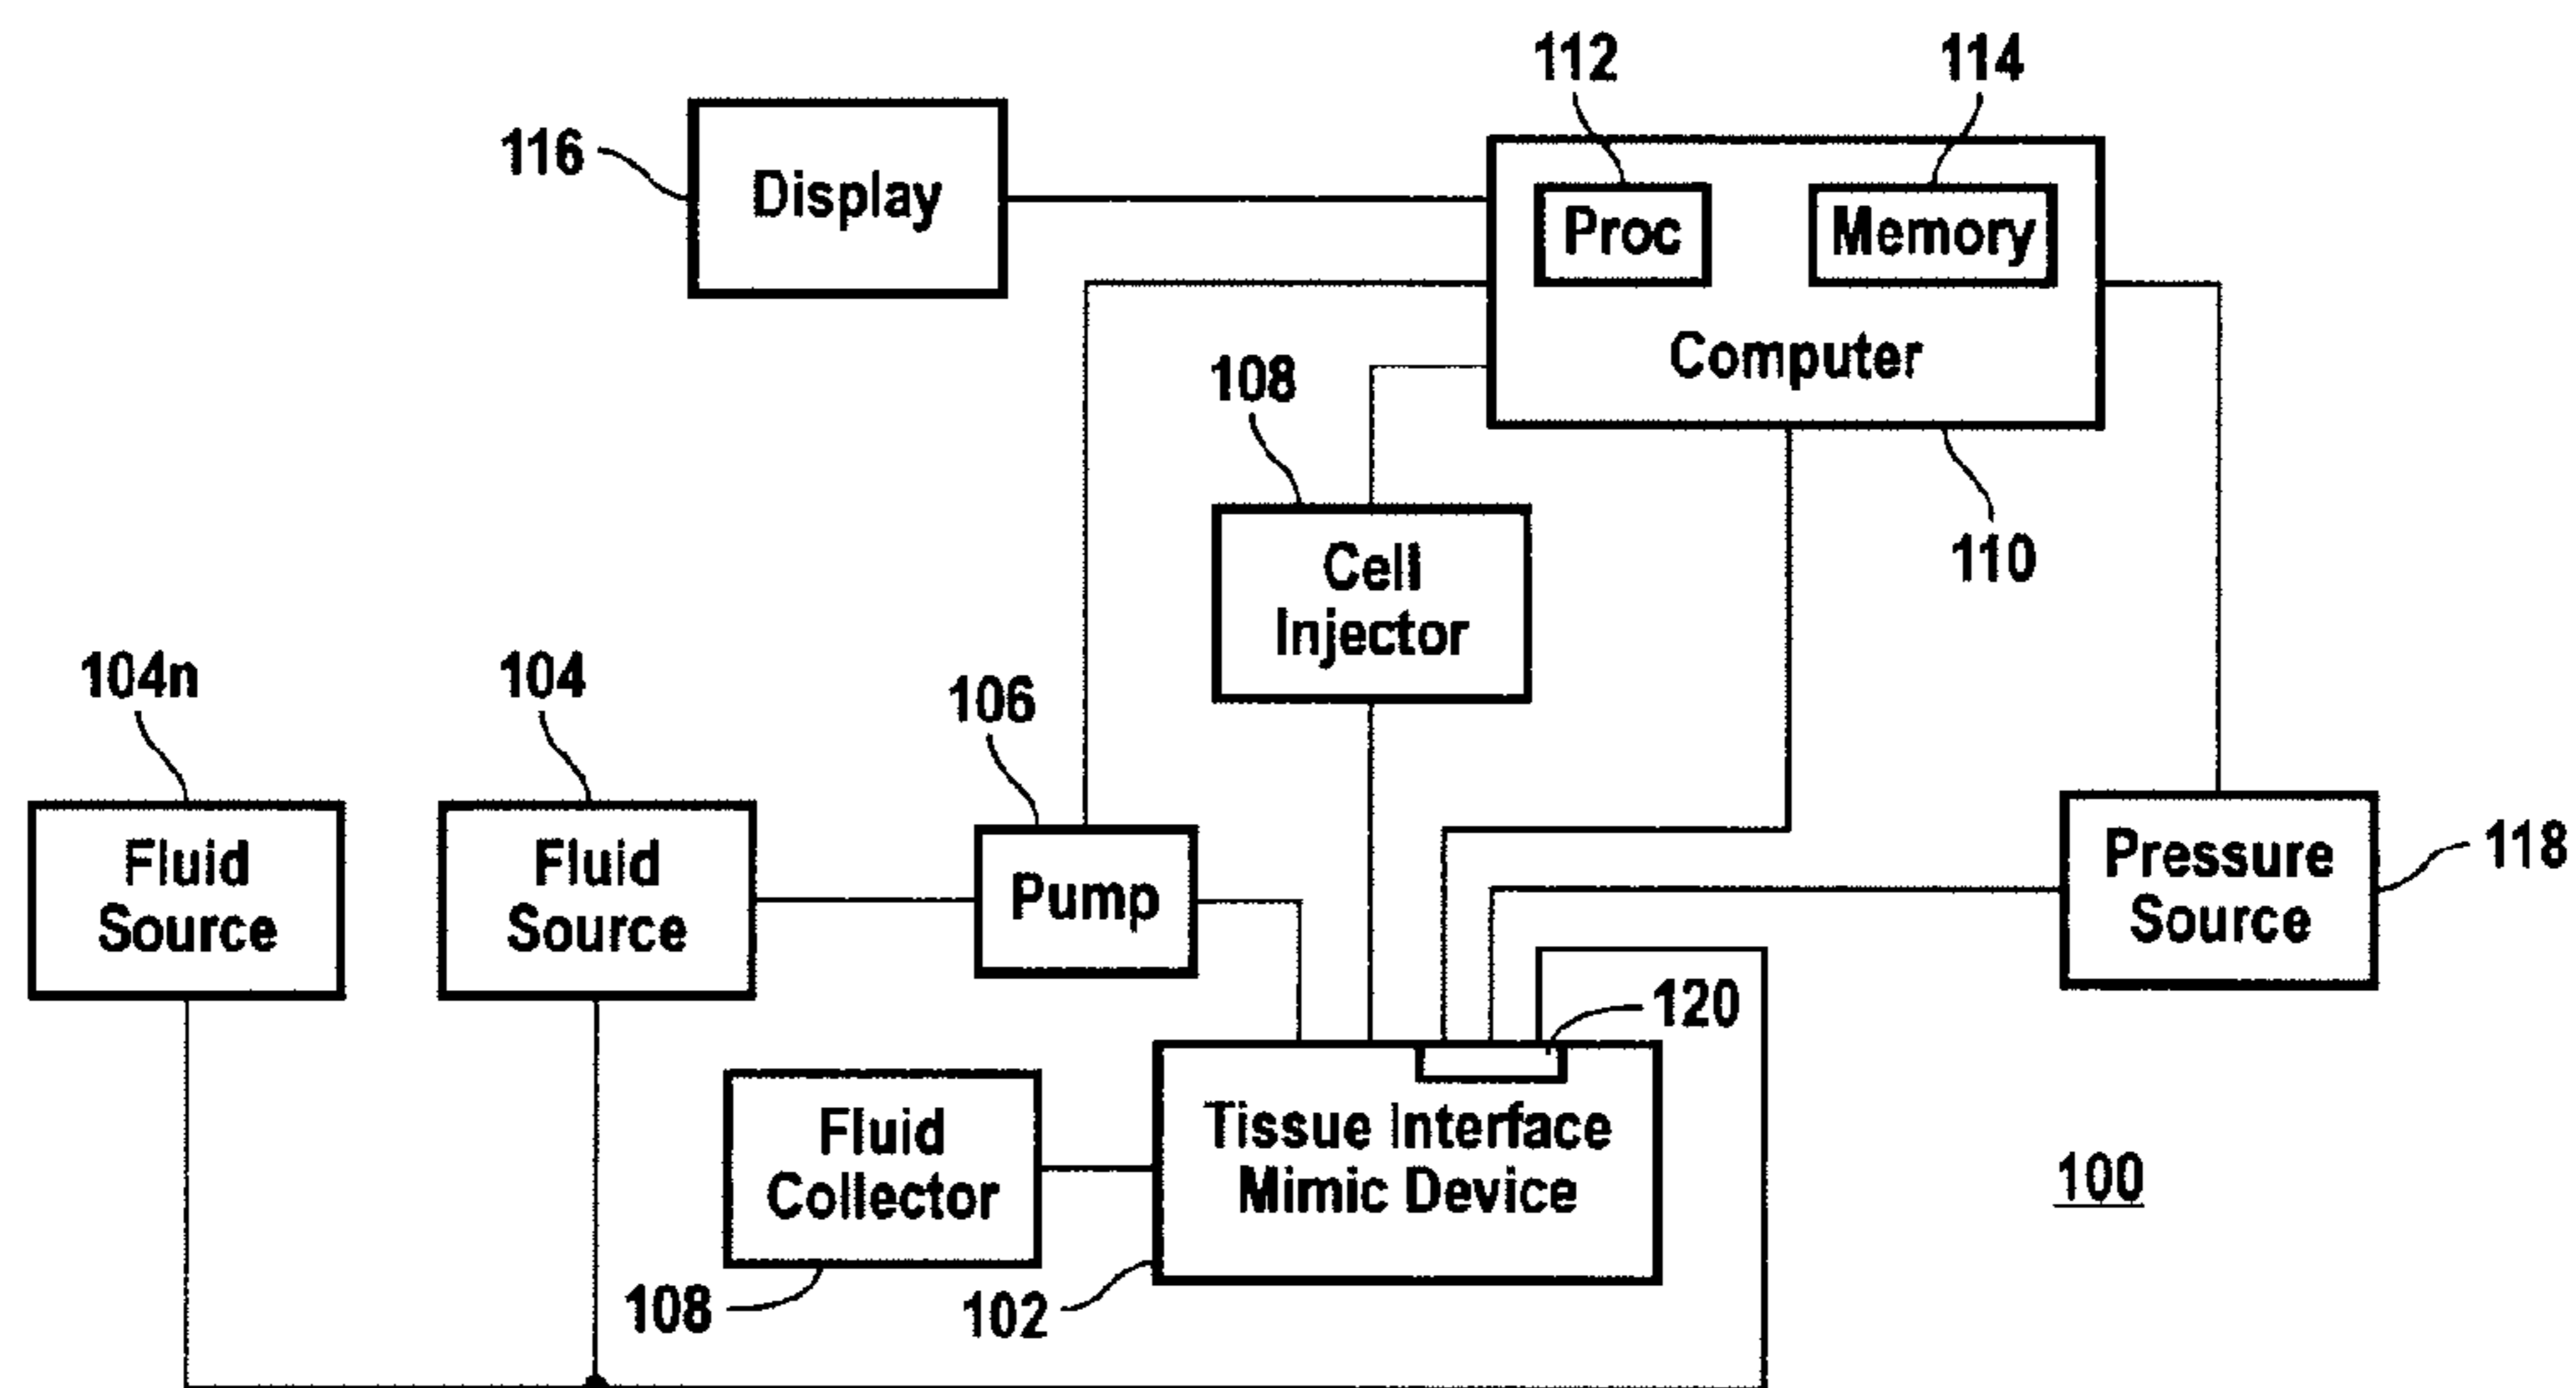 112
114
116
Display
Proc
Memory
Computer
108
110
Cell
Injector
104n
104
106
Fluid
Source
Fluid
Source
Pump
Pressure
Source
118
120
Fluid
Collector
Tissue Interface
Mimic Device
100
108
102